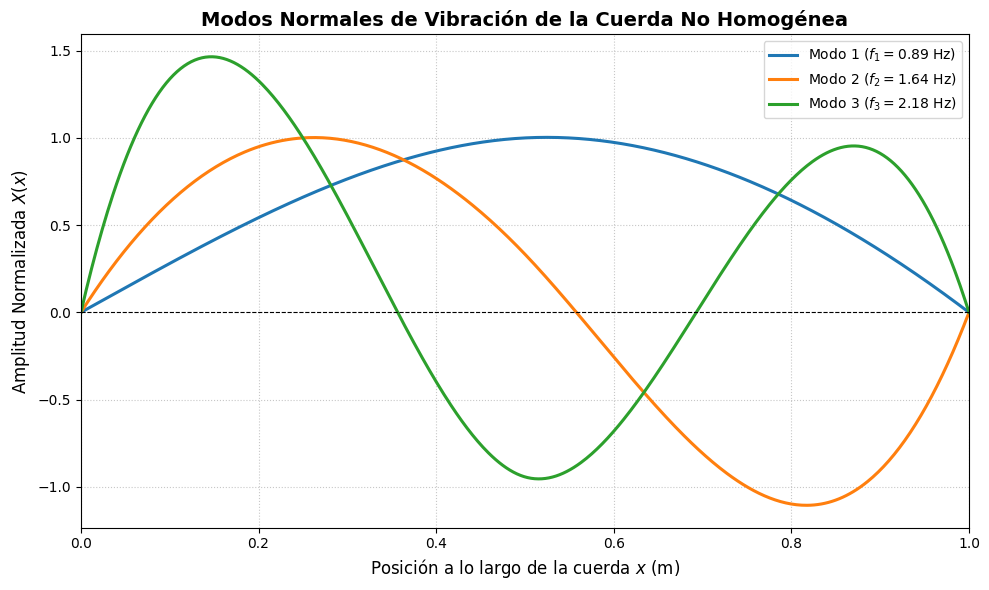 Modos Normales de Vibración de la Cuerda No Homogénea
Modo 1 (f₁ = 0.89 Hz)
Modo 2 (f₂ = 1.64 Hz)
Modo 3 (f₃ = 2.18 Hz)
Amplitud Normalizada X(x)
1.5
1.0
0.5
0.0
−0.5
−1.0
0.0 0.2 0.4 0.6 0.8 1.0
Posición a lo largo de la cuerda x (m)